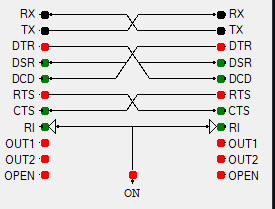 RX RX
TX TX
DTR DTR
DSR DSR
DCD DCD
RTS RTS
CTS CTS
RI RI
OUT1 OUT1
OUT2 OUT2
OPEN OPEN
ON